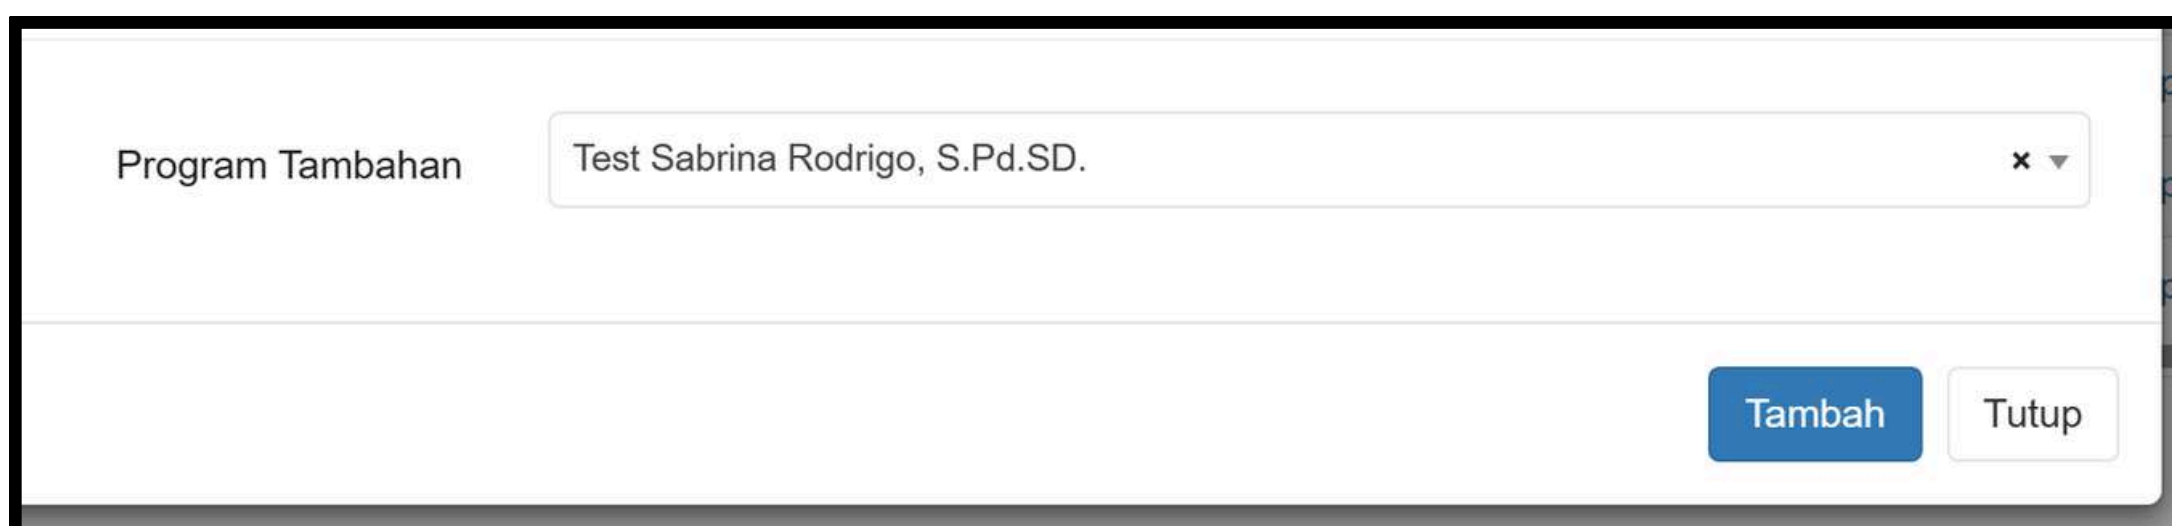 Program Tambahan
Test Sabrina Rodrigo, S.Pd.SD.
Tambah
Tutup